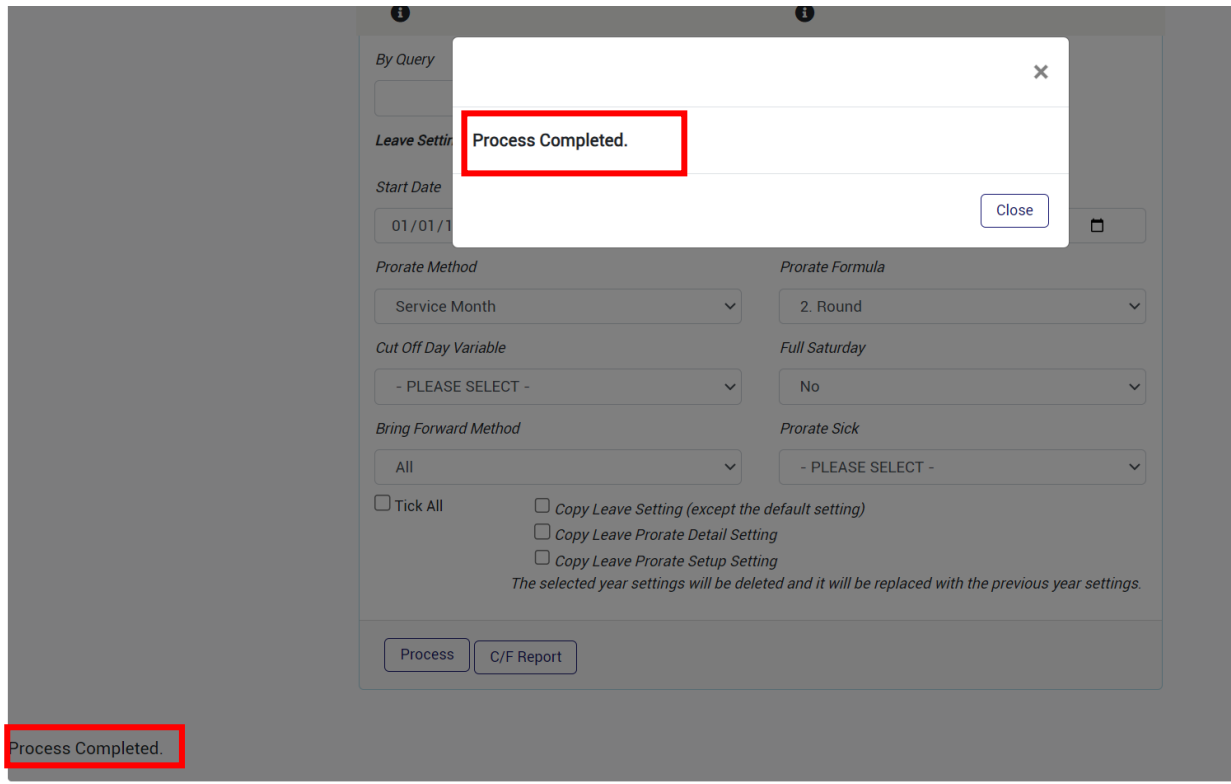 By Query
×
Process Completed.
Leave Settin
Close
Start Date
01/01/1
Prorate Method
Prorate Formula
Service Month
2. Round
Cut Off Day Variable
Full Saturday
- PLEASE SELECT -
No
Bring Forward Method
Prorate Sick
All
- PLEASE SELECT -
Tick All
Copy Leave Setting (except the default setting)
Copy Leave Prorate Detail Setting
Copy Leave Prorate Setup Setting
The selected year settings will be deleted and it will be replaced with the previous year settings.
Process
C/F Report
Process Completed.